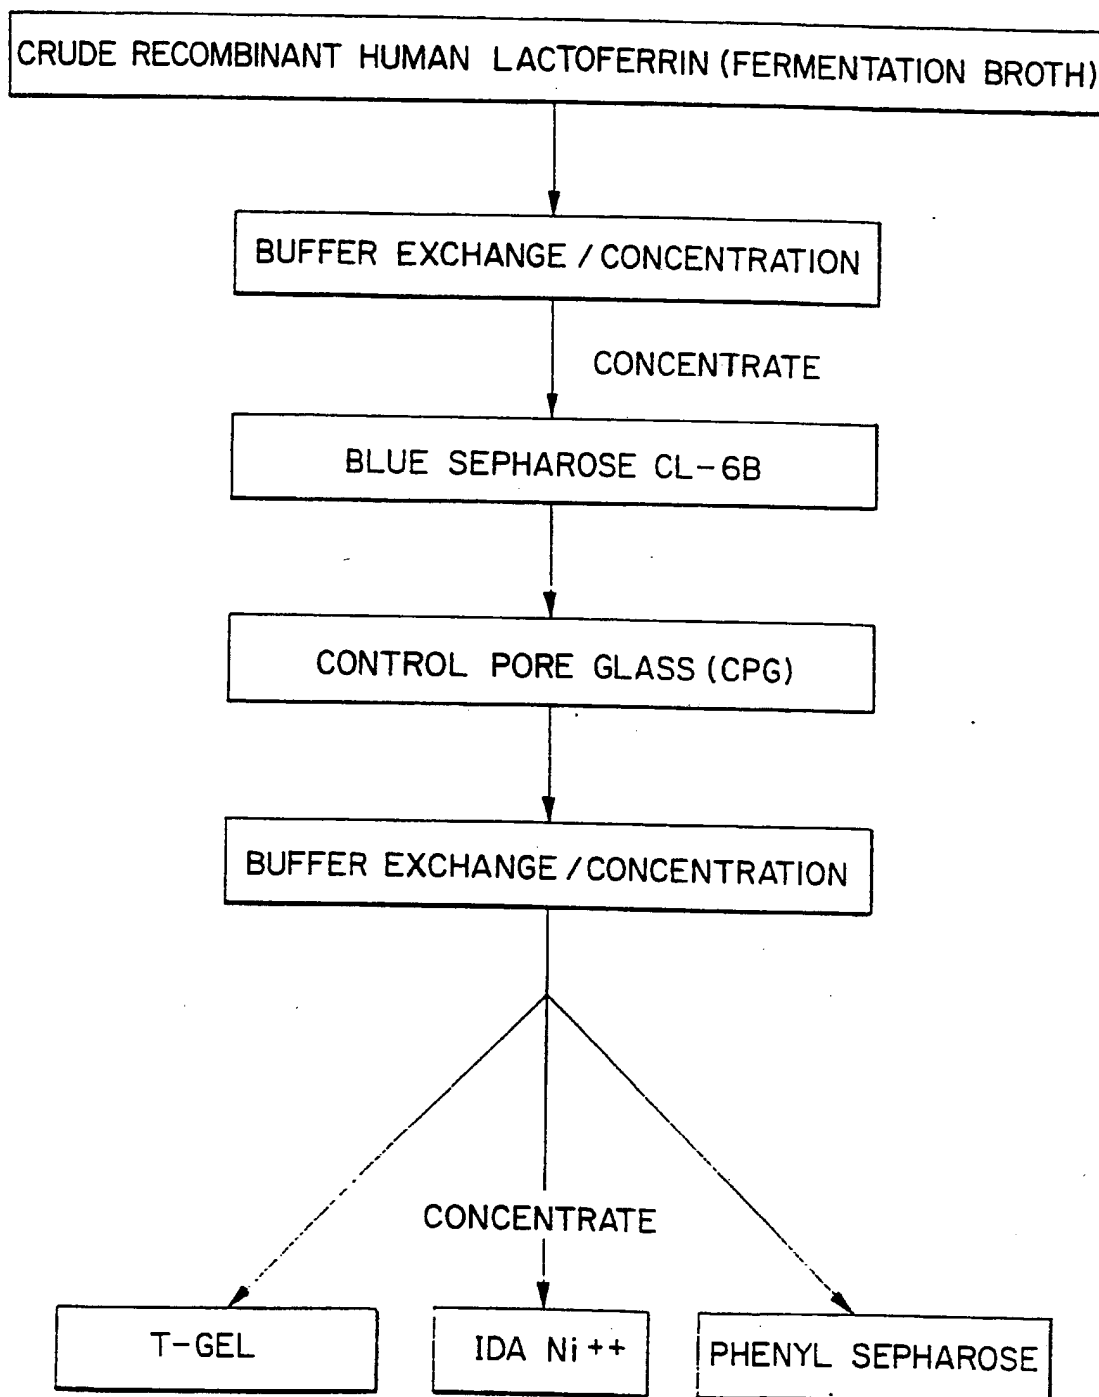 CRUDE RECOMBINANT HUMAN LACTOFERRIN (FERMENTATION BROTH)
BUFFER EXCHANGE / CONCENTRATION
CONCENTRATE
BLUE SEPHAROSE CL-6B
CONTROL PORE GLASS (CPG)
BUFFER EXCHANGE / CONCENTRATION
CONCENTRATE
T-GEL
IDA Ni++
PHENYL SEPHAROSE